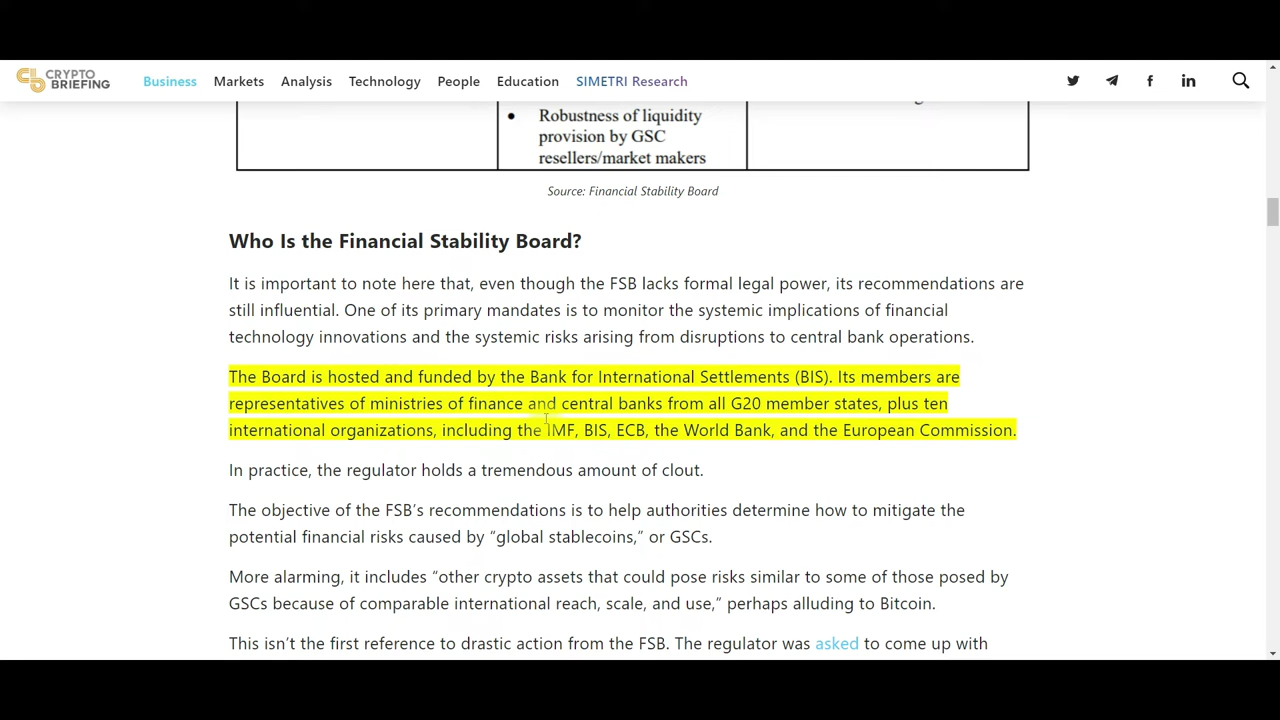 CRYPTO
BRIEFING
Business Markets Analysis Technology People Education SIMETRI Research
• Robustness of liquidity
provision by GSC
resellers/market makers
Source: Financial Stability Board
Who Is the Financial Stability Board?
It is important to note here that, even though the FSB lacks formal legal power, its recommendations are
still influential. One of its primary mandates is to monitor the systemic implications of financial
technology innovations and the systemic risks arising from disruptions to central bank operations.
The Board is hosted and funded by the Bank for International Settlements (BIS). Its members are
representatives of ministries of finance and central banks from all G20 member states, plus ten
international organizations, including the IMF, BIS, ECB, the World Bank, and the European Commission.
In practice, the regulator holds a tremendous amount of clout.
The objective of the FSB’s recommendations is to help authorities determine how to mitigate the
potential financial risks caused by “global stablecoins,” or GSCs.
More alarming, it includes “other crypto assets that could pose risks similar to some of those posed by
GSCs because of comparable international reach, scale, and use,” perhaps alluding to Bitcoin.
This isn’t the first reference to drastic action from the FSB. The regulator was asked to come up with